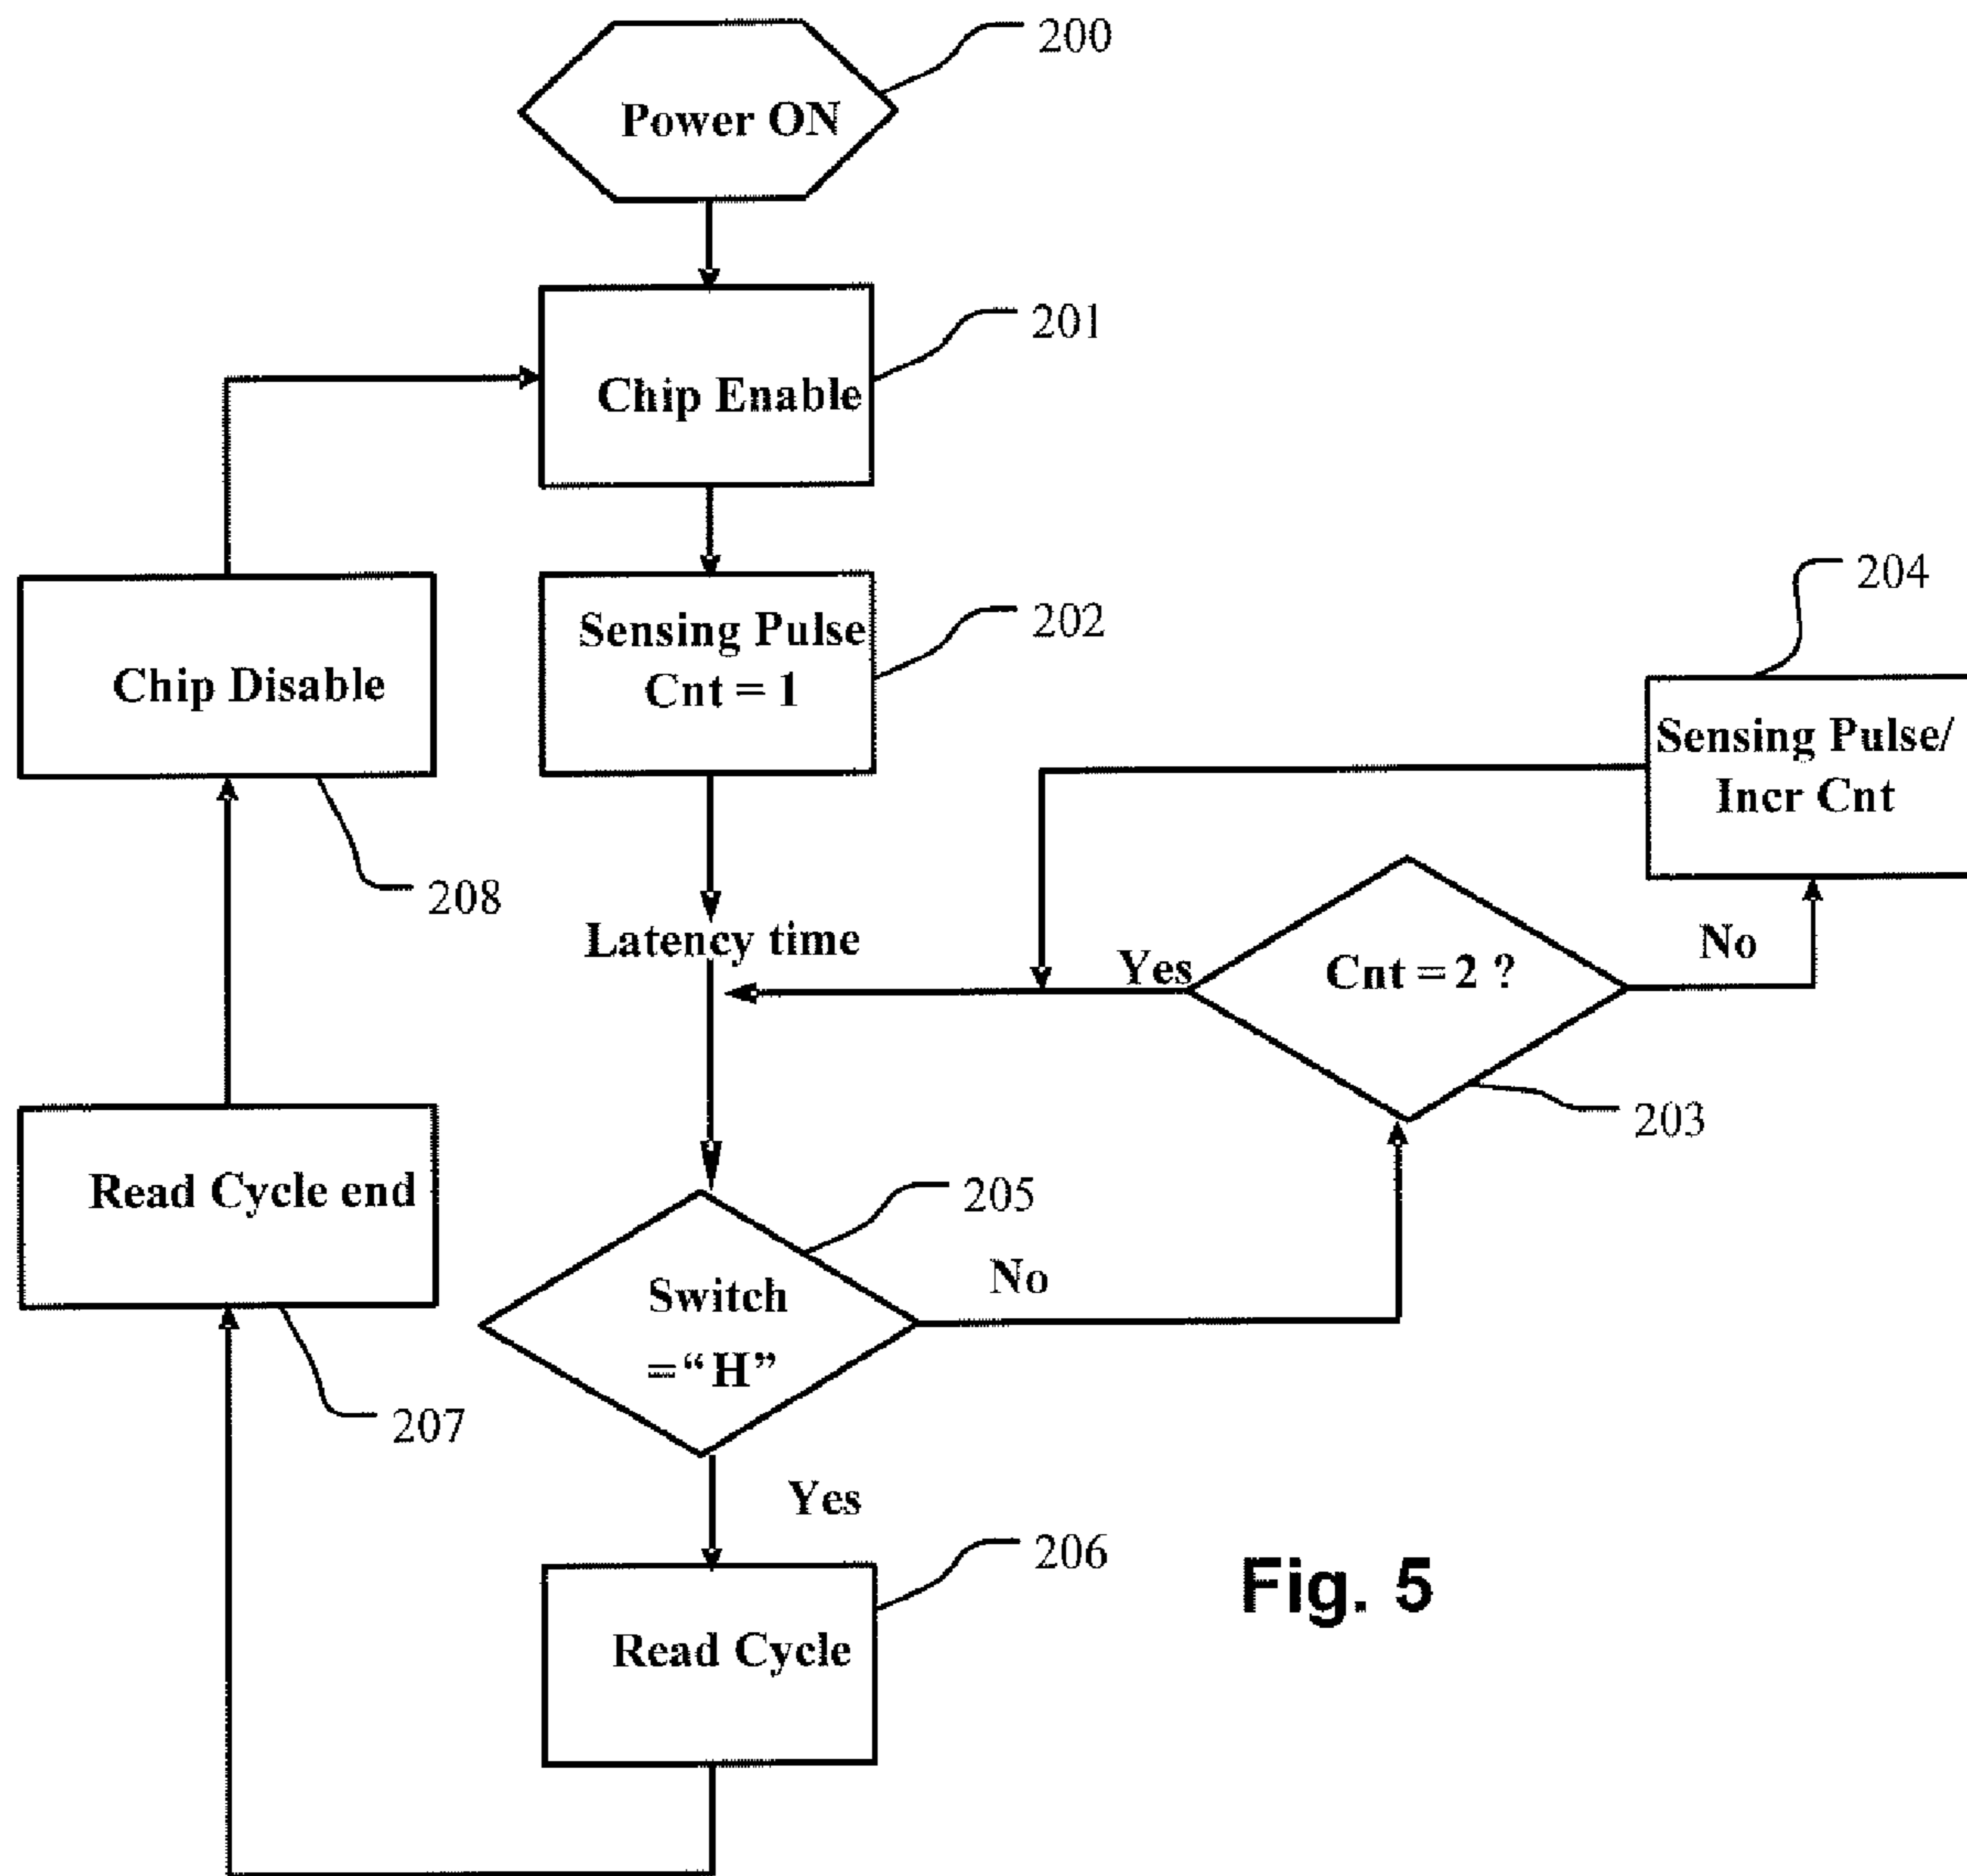 200
Power ON
201
Chip Enable
202
Sensing Pulse
Cnt = 1
204
Sensing Pulse/
Incr Cnt
Chip Disable
208
Latency time
Yes
Cnt = 2 ?
No
203
Read Cycle end
207
205
Switch
=“H”
No
Yes
206
Read Cycle
Fig. 5